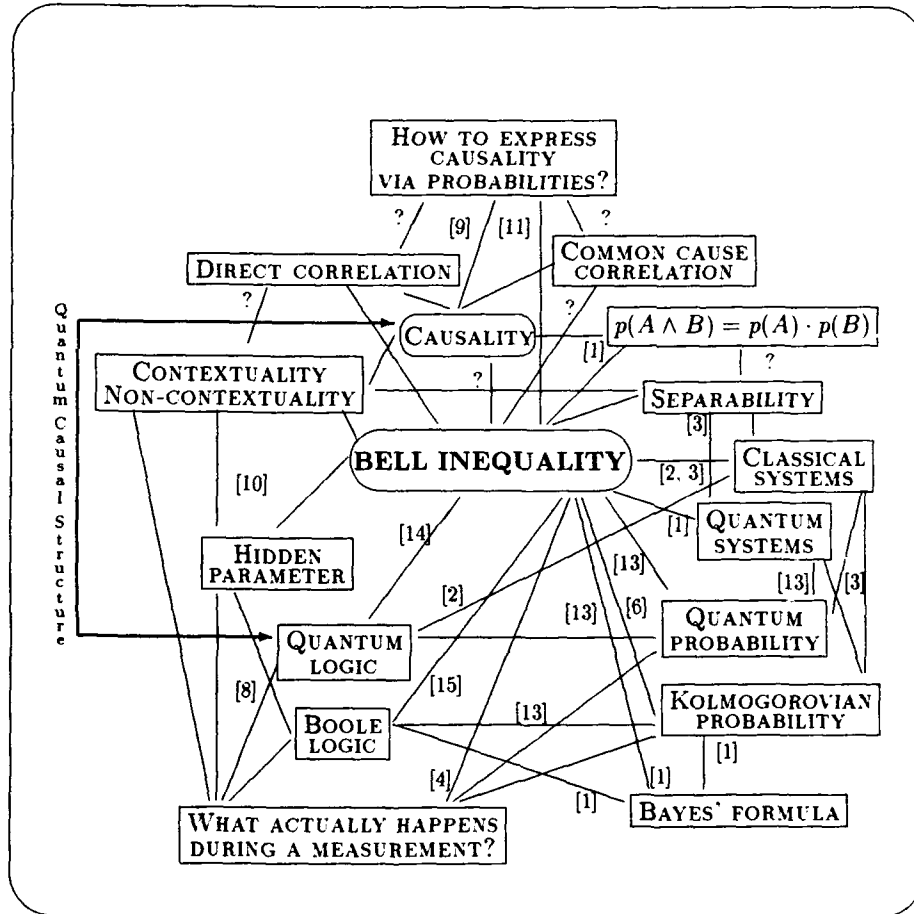 HOW TO EXPRESS
CAUSALITY
VIA PROBABILITIES?
?
[9]
[11]
?
DIRECT CORRELATION
COMMON CAUSE
CORRELATION
?
?
Quantum Causal Structure
CAUSALITY
[1]
p(A ∧ B) = p(A) · p(B)
?
?
CONTEXTUALITY
NON-CONTEXTUALITY
SEPARABILITY
[3]
BELL INEQUALITY
[2, 3]
CLASSICAL
SYSTEMS
[10]
[14]
[1]
QUANTUM
SYSTEMS
HIDDEN
PARAMETER
[13]
[13]
[3]
[2]
[13]
[6]
QUANTUM
PROBABILITY
QUANTUM
LOGIC
[8]
[15]
KOLMOGOROVIAN
PROBABILITY
BOOLE
LOGIC
[13]
[1]
[4]
[1]
[1]
BAYES' FORMULA
WHAT ACTUALLY HAPPENS
DURING A MEASUREMENT?